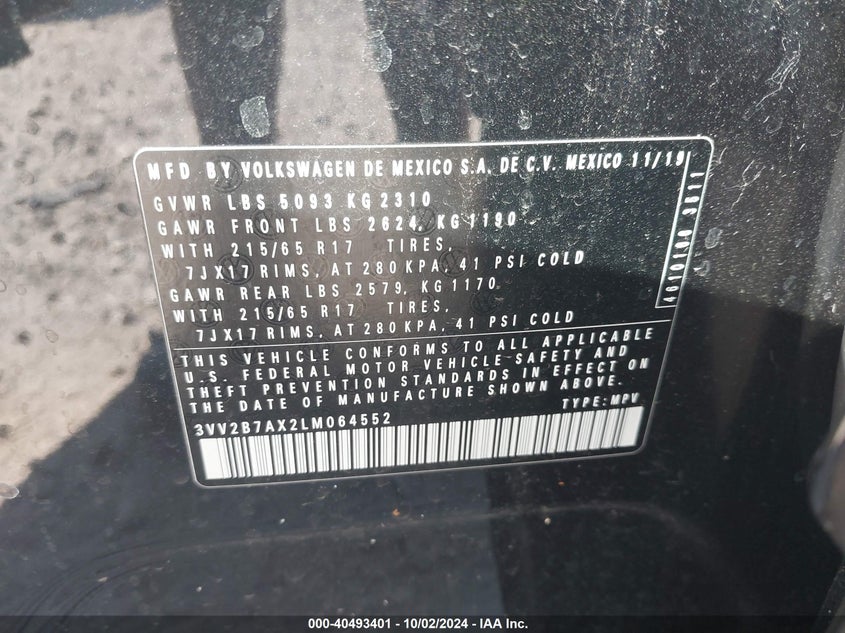 MFD BY VOLKSWAGEN DE MEXICO S.A. DE C.V. MEXICO 11/19
GVWR LBS 5093 KG 2310
GAWR FRONT LBS 2624, KG 1190
WITH 215/65 R17 TIRES,
7JX17 RIMS, AT 280 KPA, 41 PSI COLD
GAWR REAR LBS 2579, KG 1170
WITH 215/65 R17 TIRES,
7JX17 RIMS, AT 280 KPA, 41 PSI COLD
THIS VEHICLE CONFORMS TO ALL APPLICABLE
U.S. FEDERAL MOTOR VEHICLE SAFETY AND
THEFT PREVENTION STANDARDS IN EFFECT ON
THE DATE OF MANUFACTURE SHOWN ABOVE.
TYPE: MPV
3VV2B7AX2LM064552
000-40493401 - 10/02/2024 - IAA Inc.